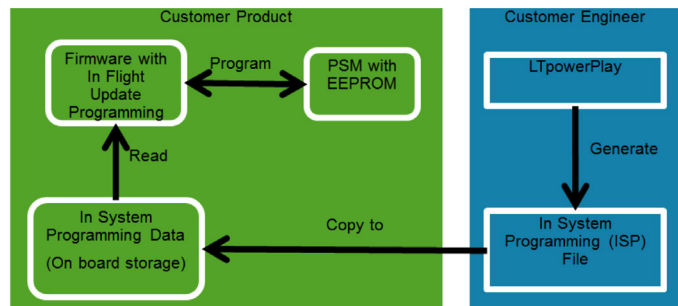 Customer Product
Firmware with
In Flight
Update
Programming
Program
PSM with
EEPROM
Read
In System
Programming Data
(On board storage)
Copy to
Customer Engineer
LTpowerPlay
Generate
In System
Programming (ISP)
File